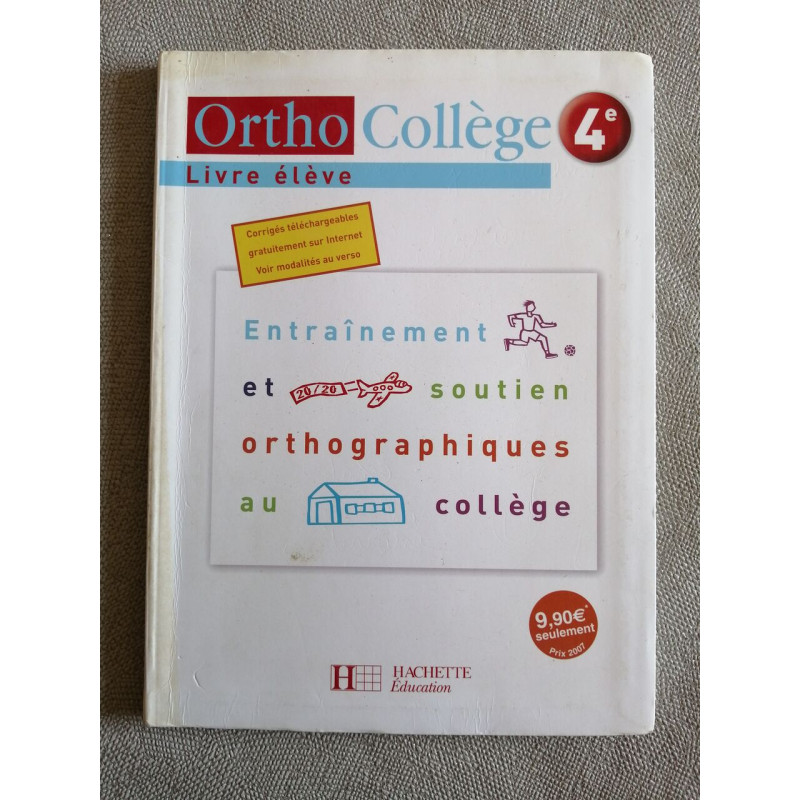 Ortho Collège 4e
Livre élève
Corrigés téléchargeables
gratuitement sur Internet
Voir modalités au verso
Entraînement
et 20/20 soutien
orthographiques
au collège
9,90€*
seulement
Prix 2007
H HACHETTE
Éducation